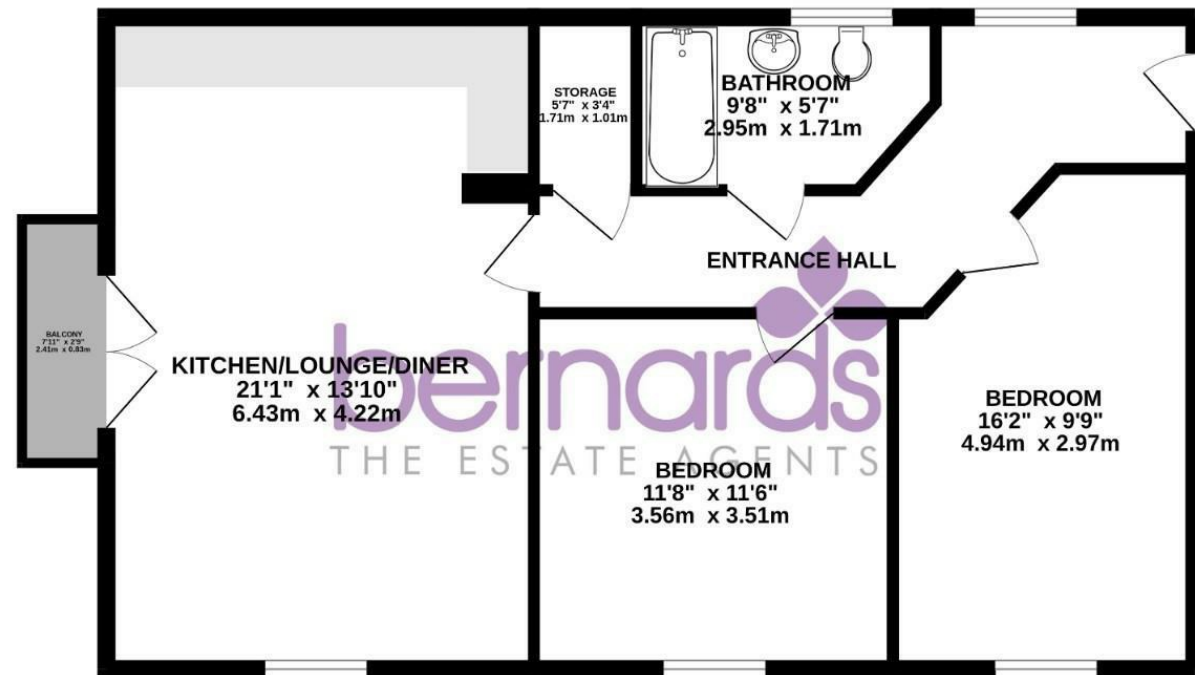 STORAGE
5'7" x 3'4"
1.71m x 1.01m
BATHROOM
9'8" x 5'7"
2.95m x 1.71m
ENTRANCE HALL
BALCONY
7'11" x 2'9"
2.41m x 0.83m
KITCHEN/LOUNGE/DINER
21'1" x 13'10"
6.43m x 4.22m
bernards
THE ESTATE AGENTS
BEDROOM
11'8" x 11'6"
3.56m x 3.51m
BEDROOM
16'2" x 9'9"
4.94m x 2.97m